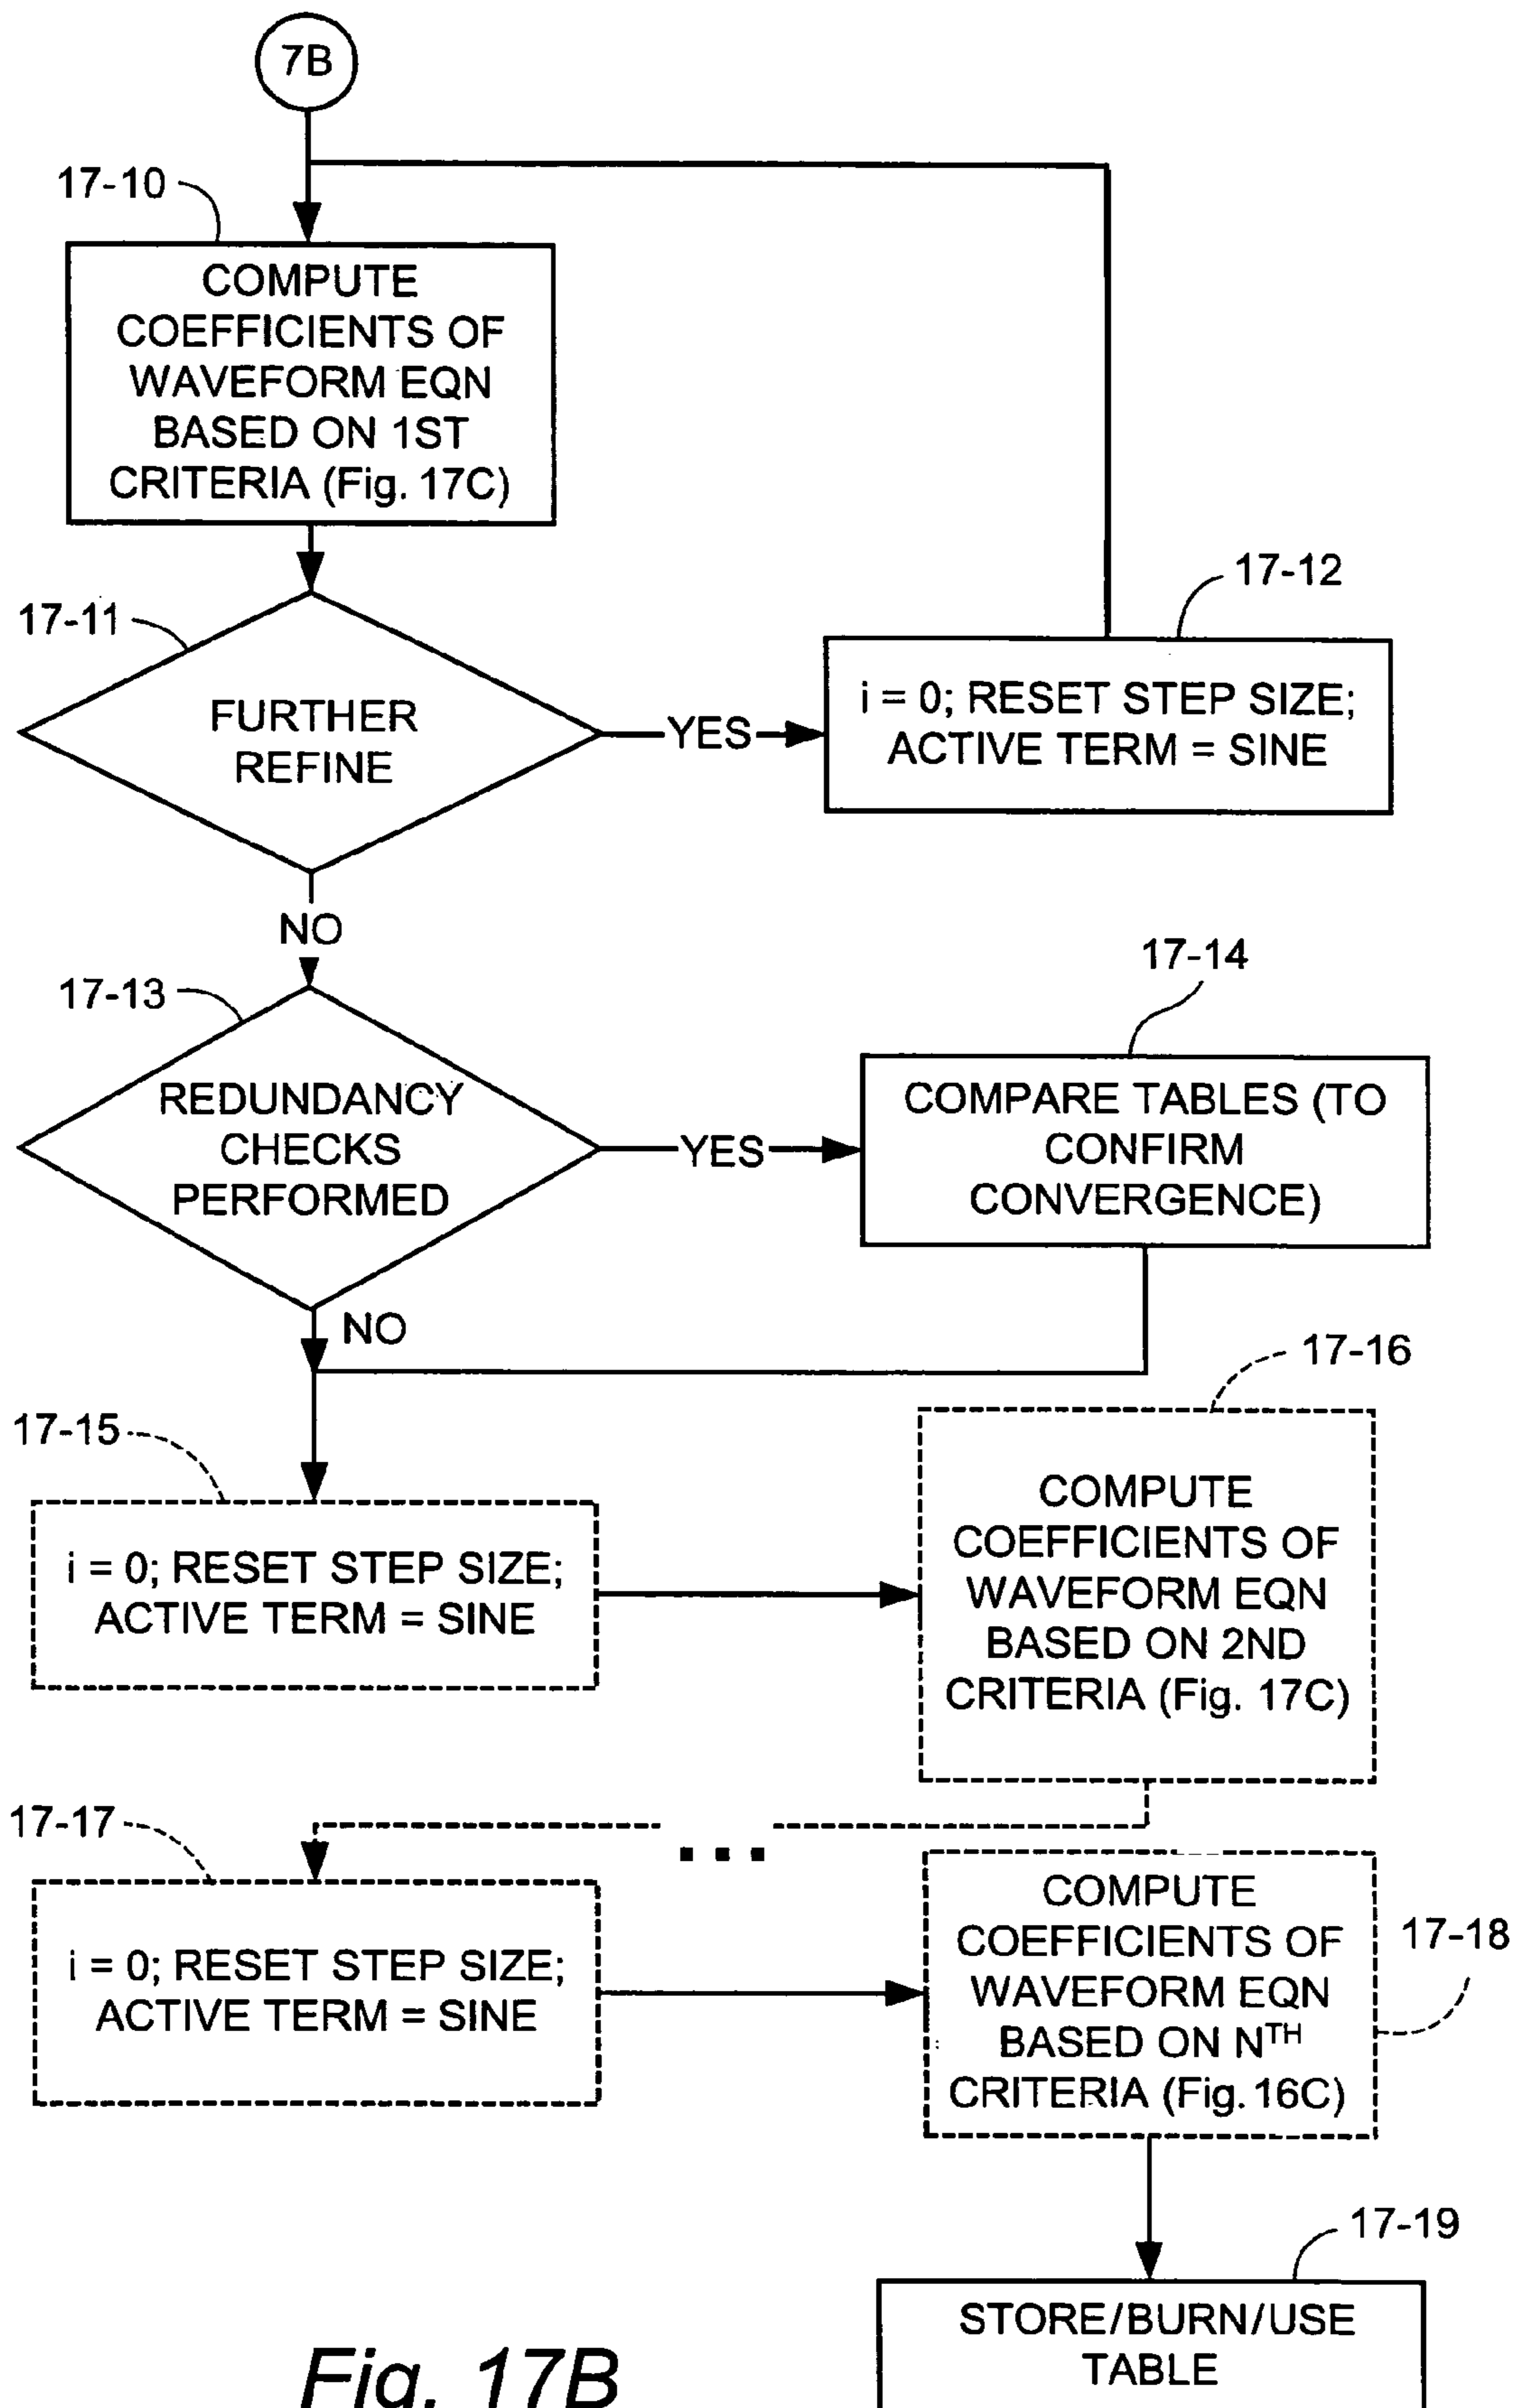 7B
17-10
COMPUTE
COEFFICIENTS OF
WAVEFORM EQN
BASED ON 1ST
CRITERIA (Fig. 17C)
17-11
FURTHER
REFINE
YES
17-12
i = 0; RESET STEP SIZE;
ACTIVE TERM = SINE
NO
17-13
REDUNDANCY
CHECKS
PERFORMED
YES
17-14
COMPARE TABLES (TO
CONFIRM
CONVERGENCE)
NO
17-15
i = 0; RESET STEP SIZE;
ACTIVE TERM = SINE
17-16
COMPUTE
COEFFICIENTS OF
WAVEFORM EQN
BASED ON 2ND
CRITERIA (Fig. 17C)
...
17-17
i = 0; RESET STEP SIZE;
ACTIVE TERM = SINE
COMPUTE
COEFFICIENTS OF
WAVEFORM EQN
BASED ON NTH
CRITERIA (Fig. 16C)
17-18
17-19
STORE/BURN/USE
TABLE
Fig. 17B